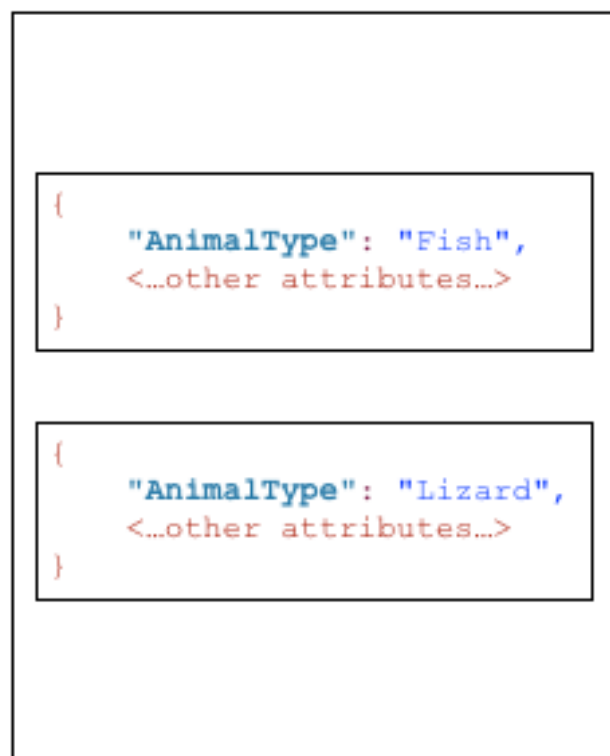 {
"AnimalType": "Fish",
<…other attributes…>
}
{
"AnimalType": "Lizard",
<…other attributes…>
}